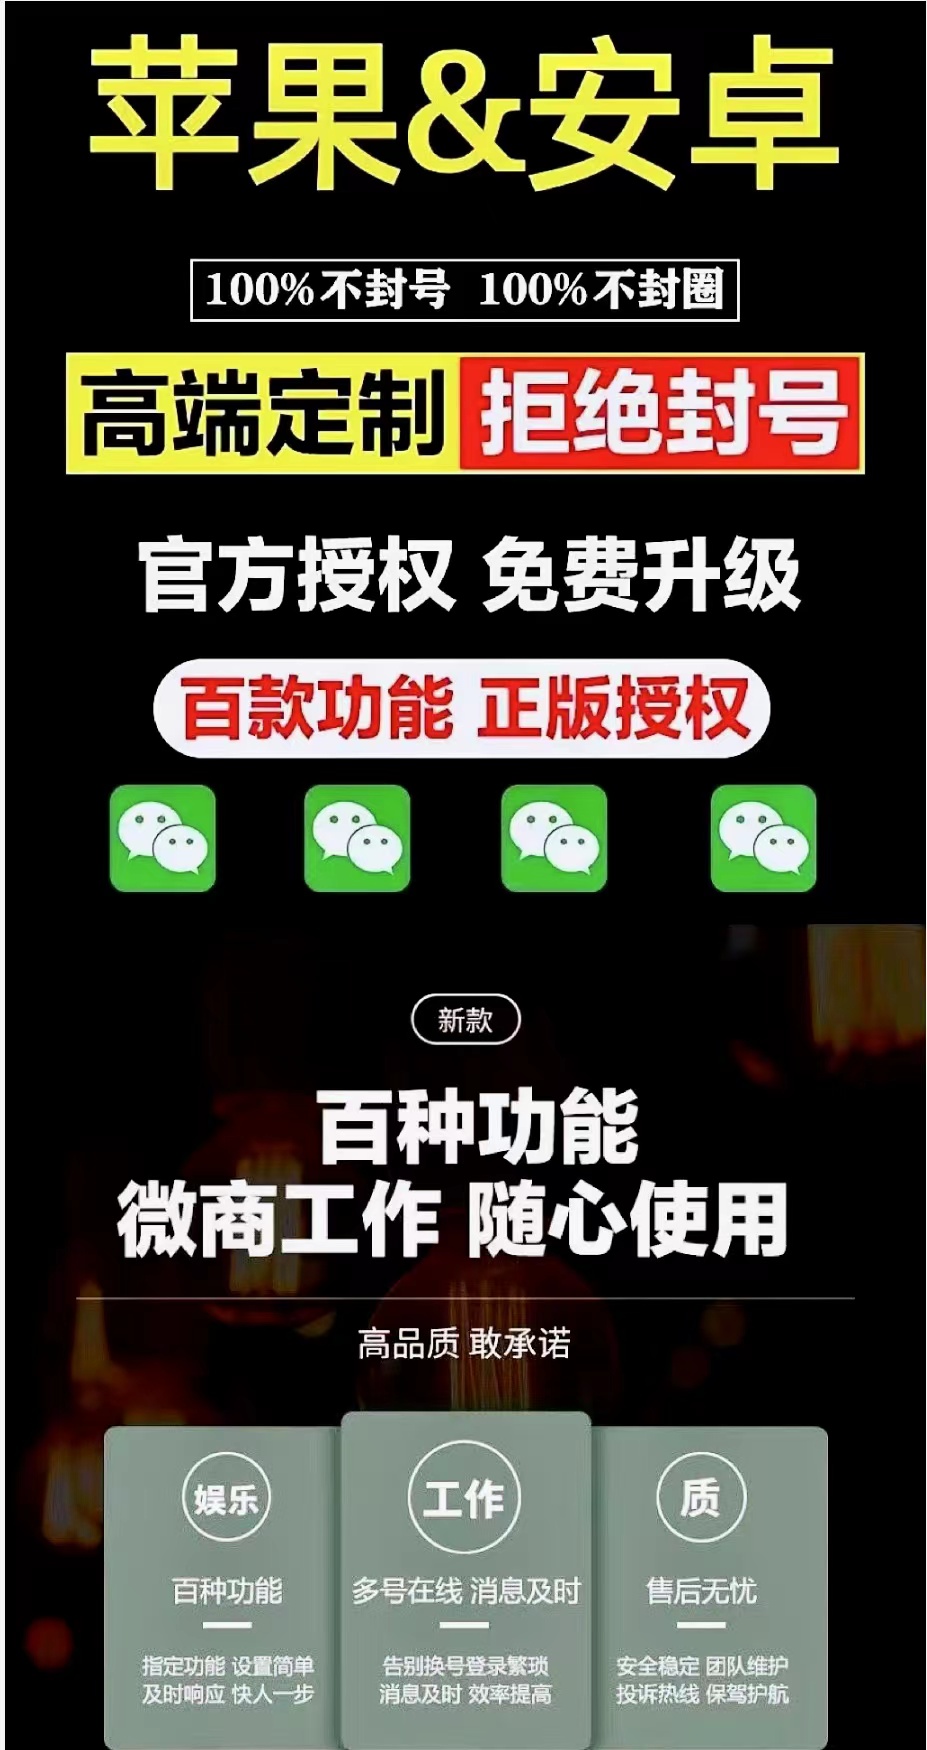 苹果&安卓
100%不封号 100%不封圈
高端定制 拒绝封号
官方授权 免费升级
百款功能 正版授权
新款
百种功能
微商工作 随心使用
高品质 敢承诺
娱乐
百种功能
指定功能 设置简单
及时响应 快人一步
工作
多号在线 消息及时
告别换号登录繁琐
消息及时 效率提高
质
售后无忧
安全稳定 团队维护
投诉热线 保驾护航